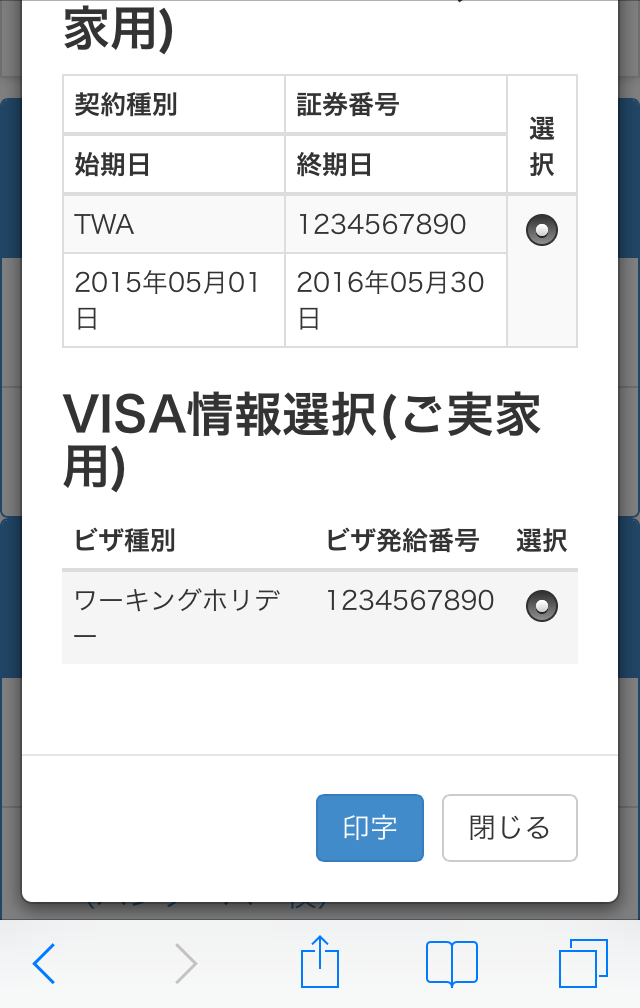 家用)
契約種別 証券番号 選
択
始期日 終期日
TWA 1234567890
2015年05月01 2016年05月30
日 日
VISA情報選択(ご実家
用)
ビザ種別 ビザ発給番号 選択
ワーキングホリデ 1234567890
ー
印字 閉じる